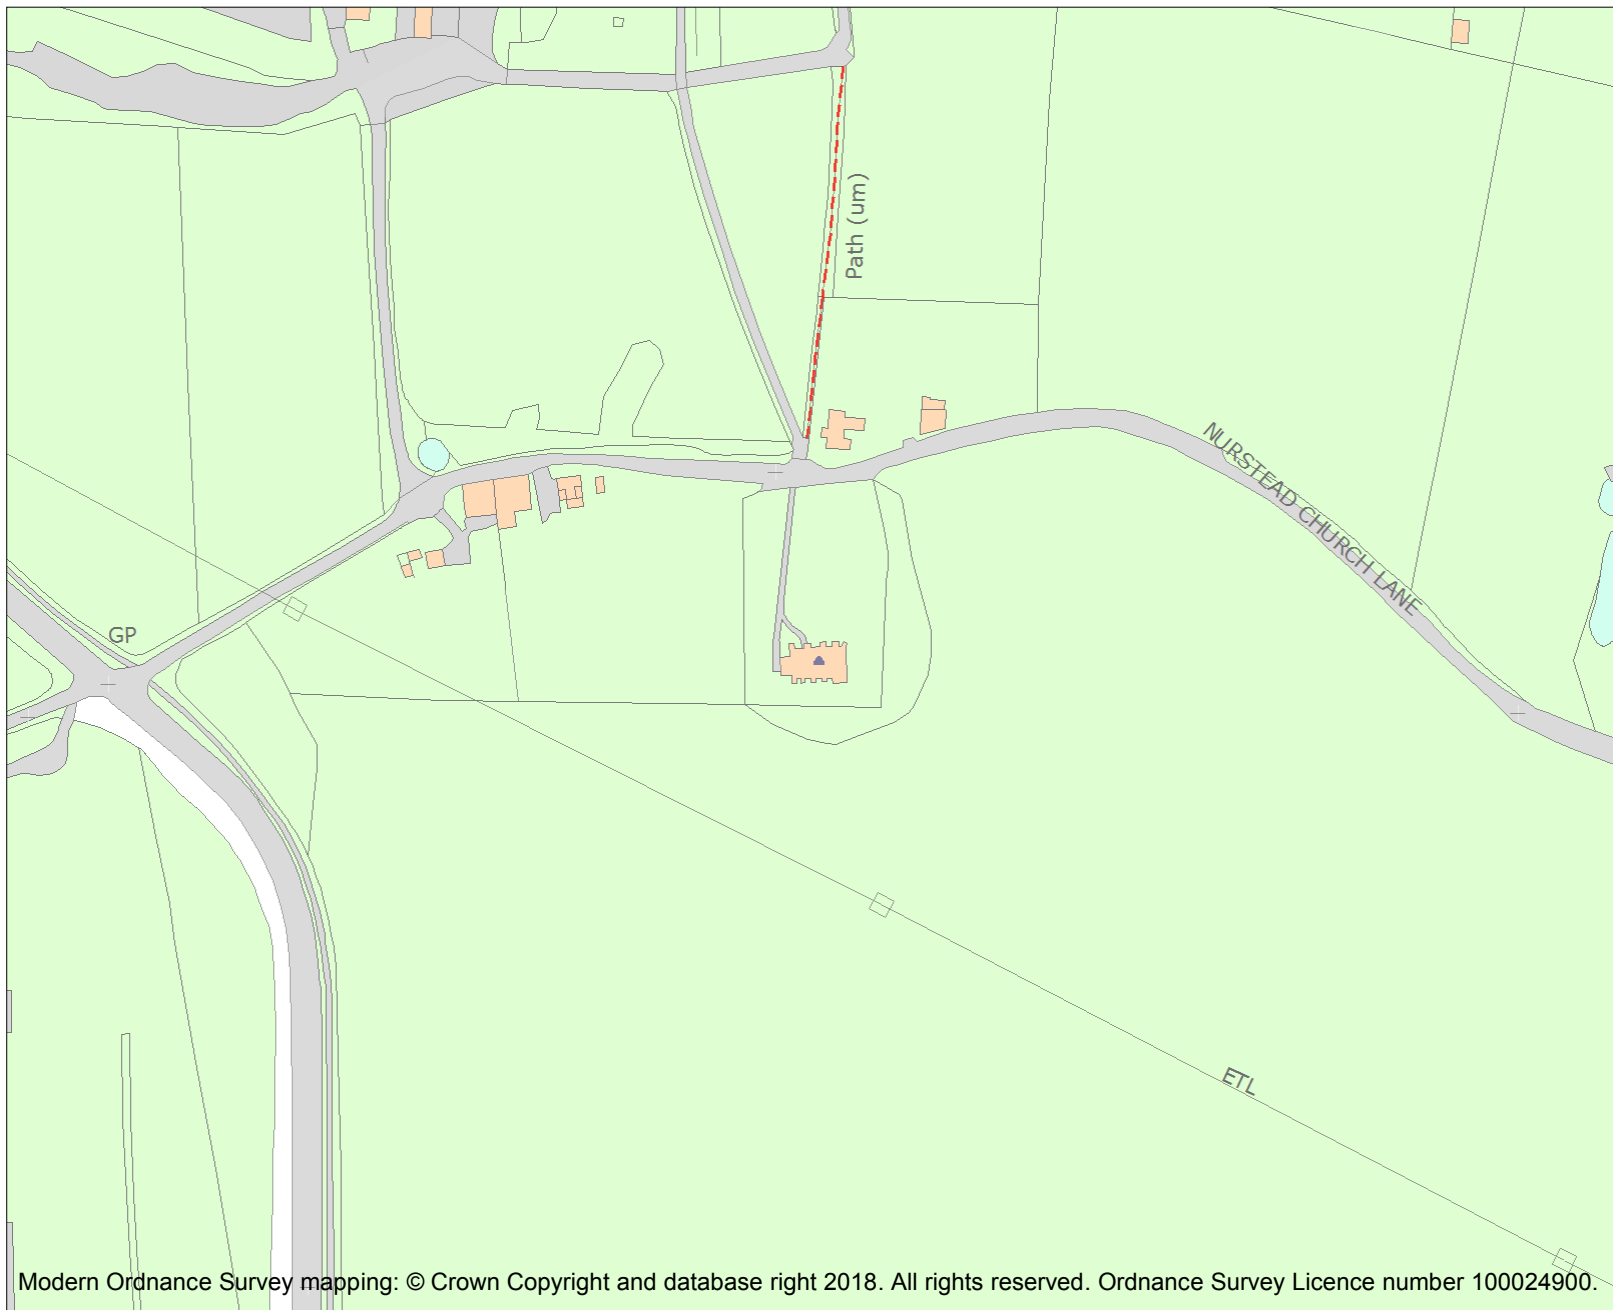 Path (um)
NURSTEAD CHURCH LANE
GP
ETL
Modern Ordnance Survey mapping: © Crown Copyright and database right 2018. All rights reserved. Ordnance Survey Licence number 100024900.